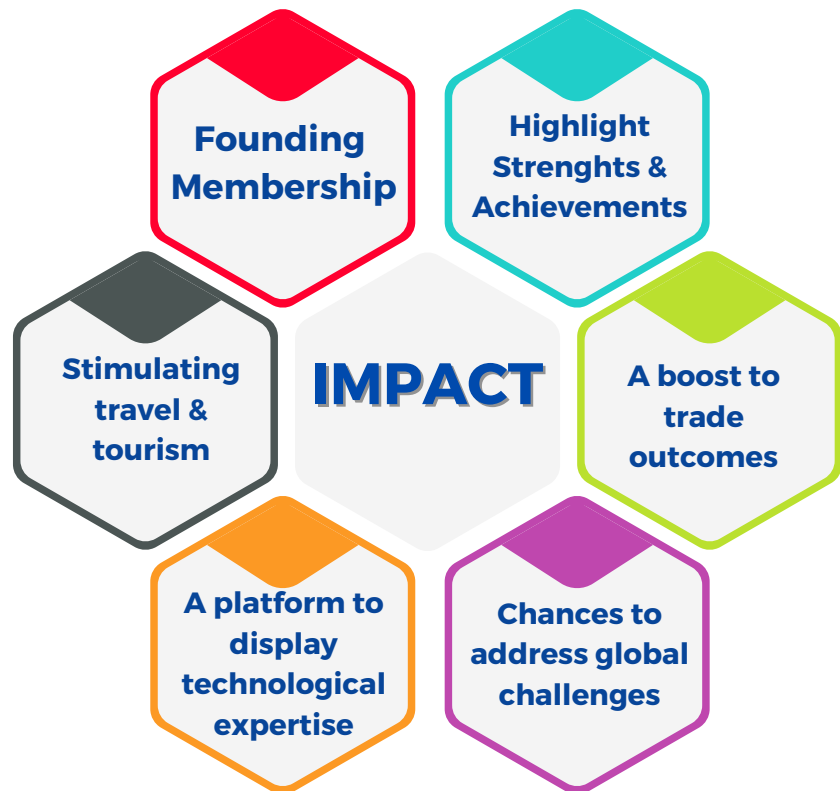 Founding
Membership
Highlight
Strenghts &
Achievements
Stimulating
travel &
tourism
IMPACT
A boost to
trade
outcomes
A platform to
display
technological
expertise
Chances to
address global
challenges